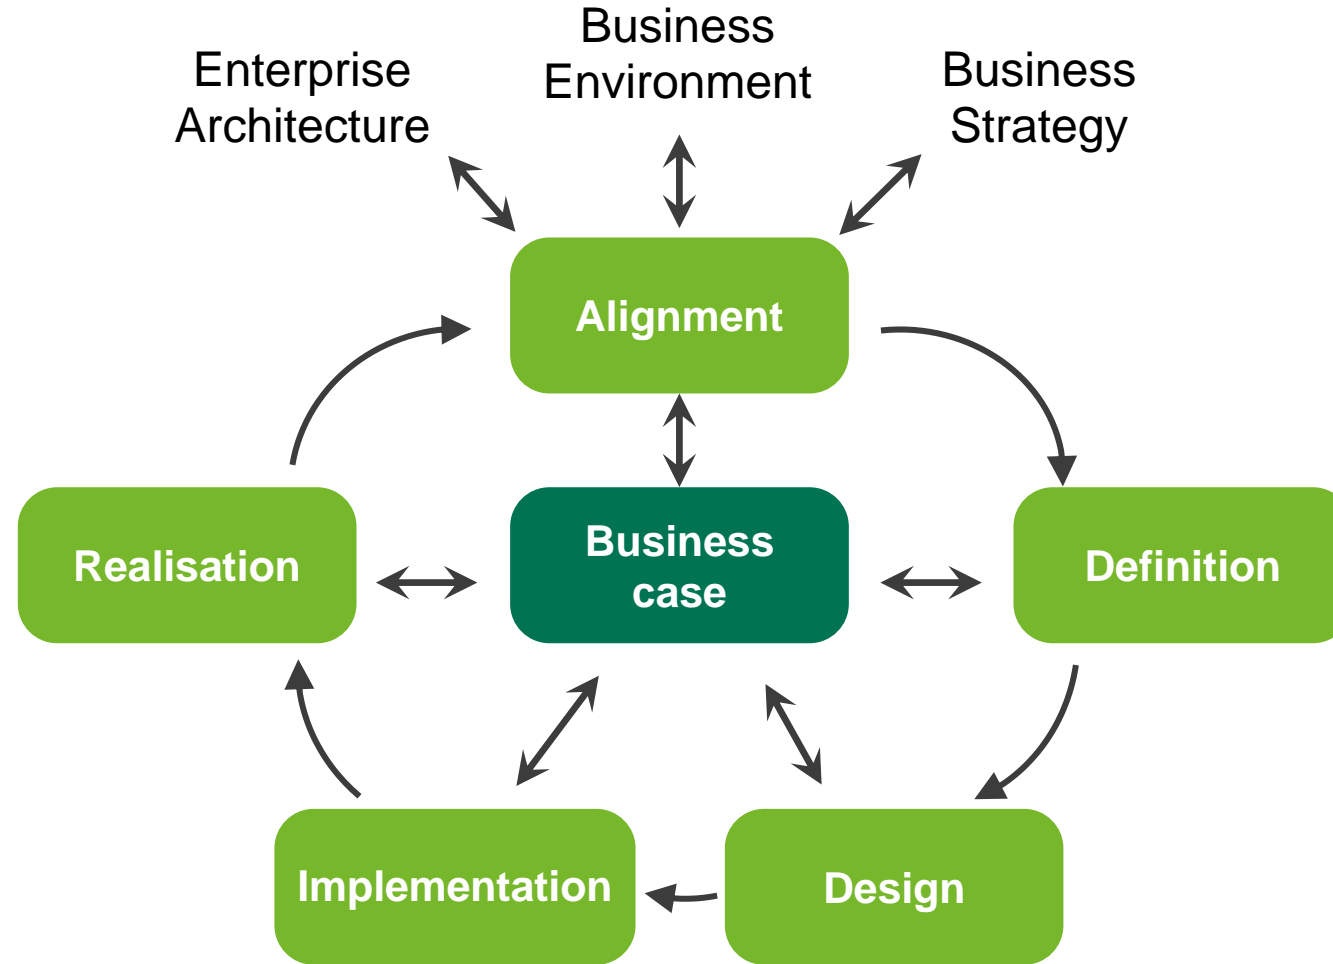 Business
Environment
Enterprise
Architecture
Business
Strategy
Alignment
Realisation
Business
case
Definition
Implementation
Design